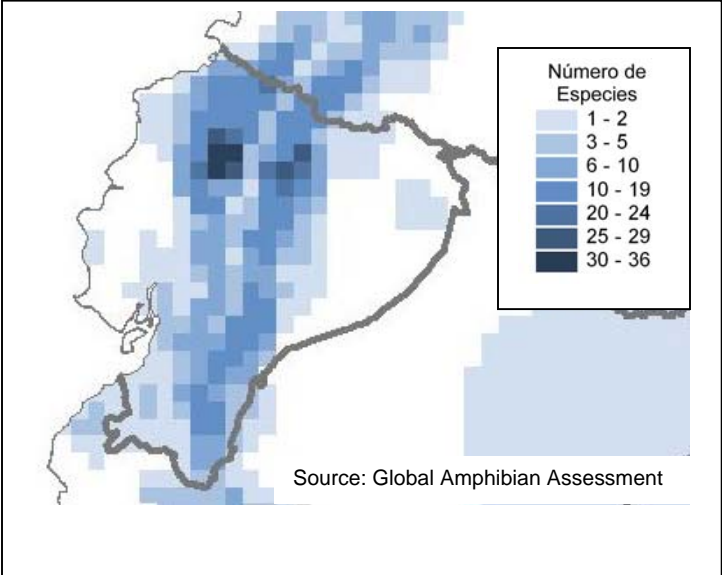 Número de
Especies
1 - 2
3 - 5
6 - 10
10 - 19
20 - 24
25 - 29
30 - 36
Source: Global Amphibian Assessment